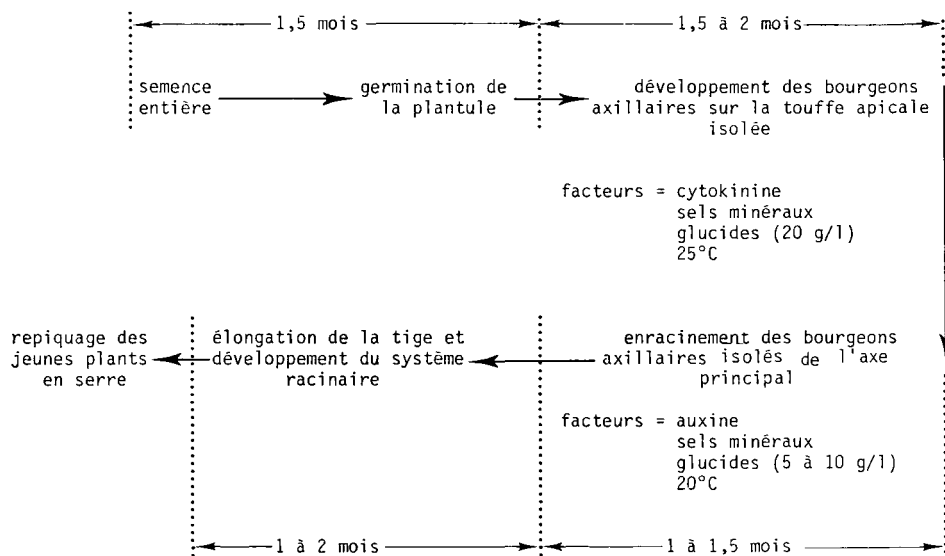 1,5 mois
1,5 à 2 mois
semence
entière
germination de
la plantule
développement des bourgeons
axillaires sur la touffe apicale
isolée
facteurs = cytokinine
sels minéraux
glucides (20 g/l)
25°C
repiquage des
jeunes plants
en serre
élongation de la tige et
développement du système
racinaire
enracinement des bourgeons
axillaires isolés de l'axe
principal
facteurs = auxine
sels minéraux
glucides (5 à 10 g/l)
20°C
1 à 2 mois
1 à 1,5 mois